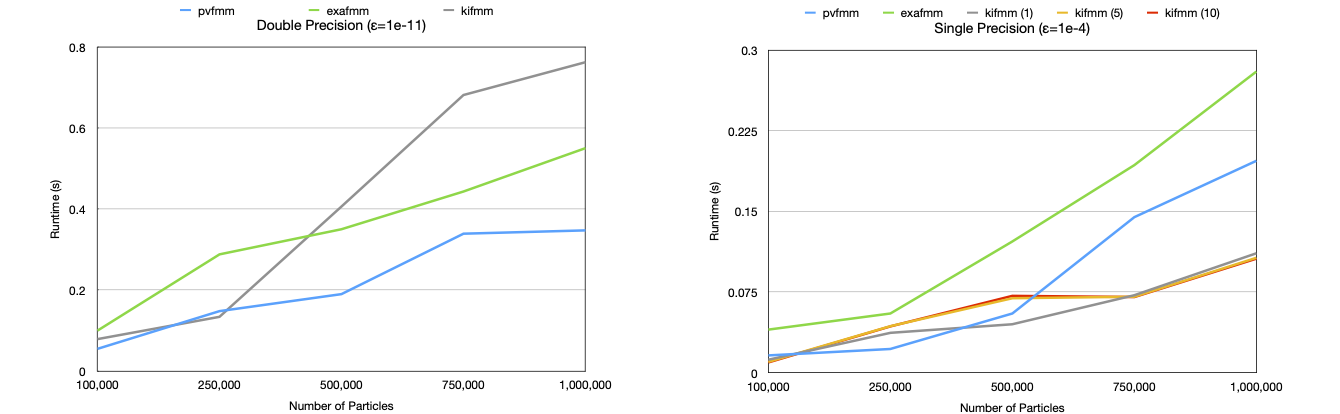 pvfmm exafmm kifmm
Double Precision (ε=1e-11)
0.8
0.6
0.4
0.2
0
Runtime (s)
100,000 250,000 500,000 750,000 1,000,000
Number of Particles
pvfmm exafmm kifmm (1) kifmm (5) kifmm (10)
Single Precision (ε=1e-4)
0.3
0.225
0.15
0.075
0
Runtime (s)
100,000 250,000 500,000 750,000 1,000,000
Number of Particles